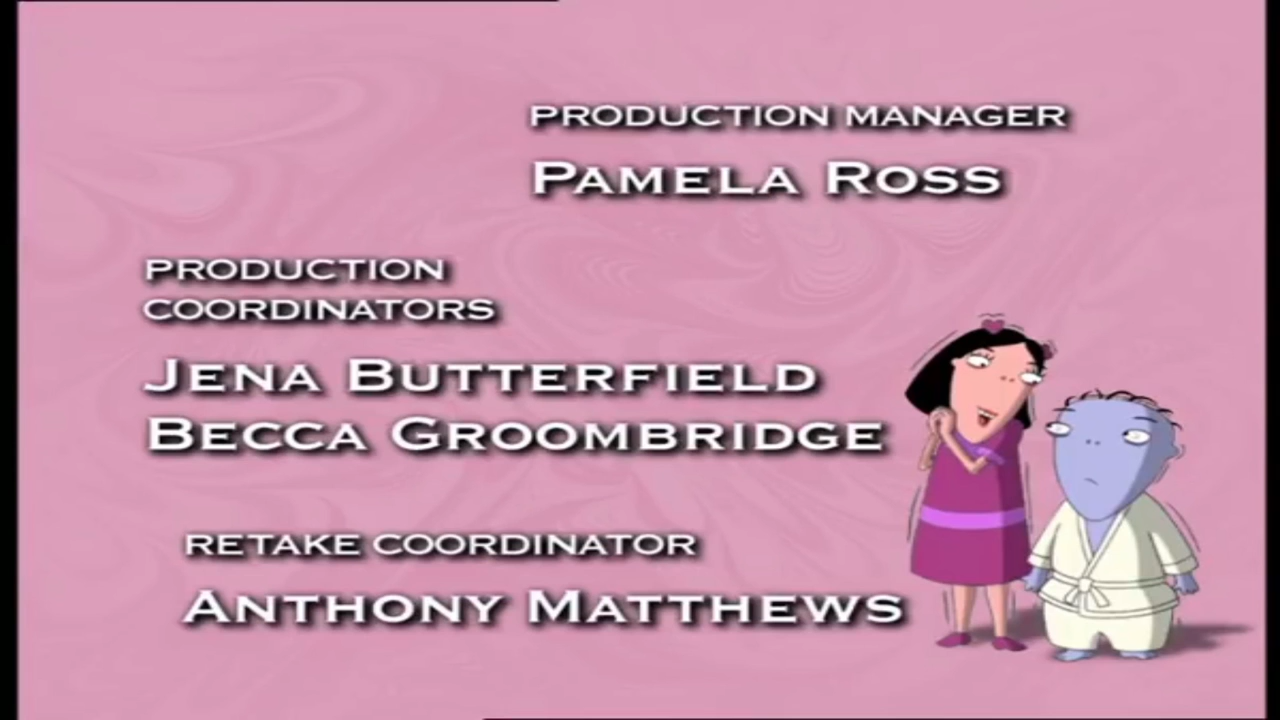 PRODUCTION MANAGER
PAMELA ROSS
PRODUCTION
COORDINATORS
JENA BUTTERFIELD
BECCA GROOMBRIDGE
RETAKE COORDINATOR
ANTHONY MATTHEWS